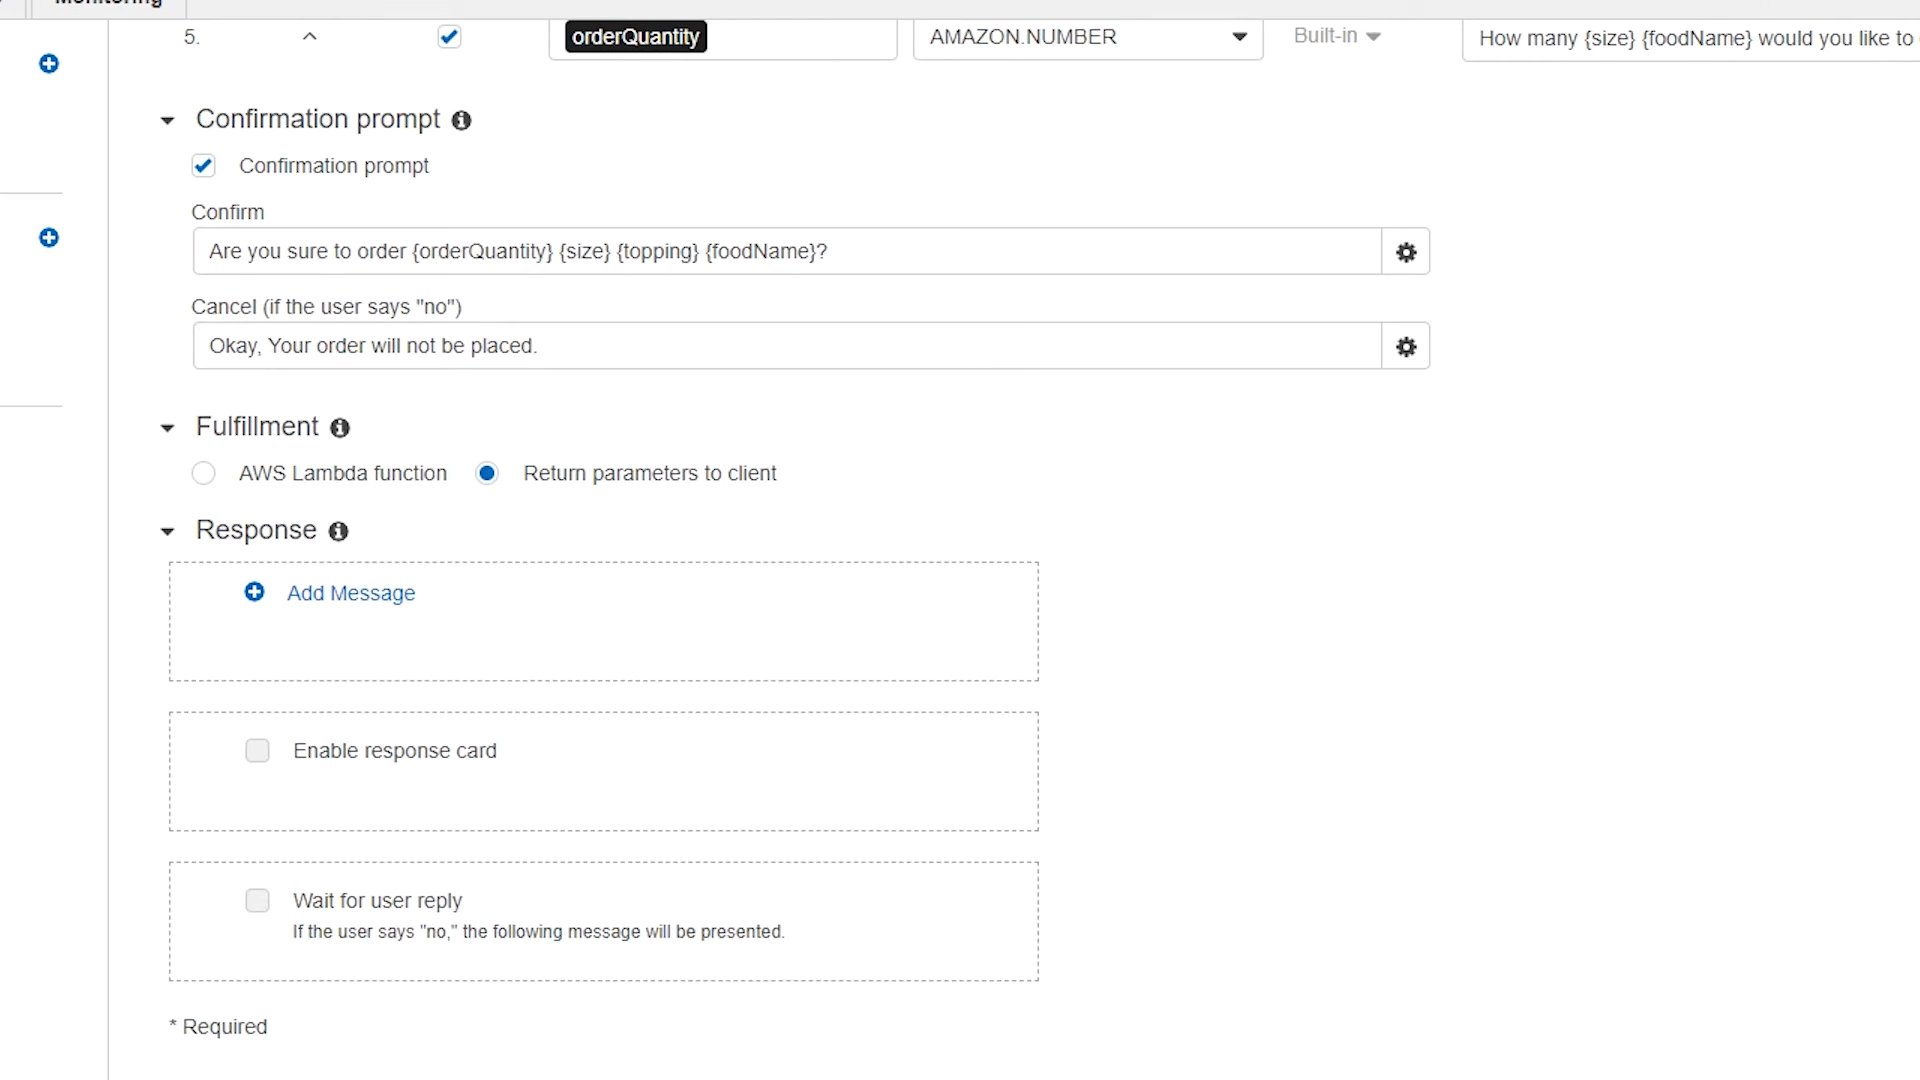 Monitoring
5. orderQuantity AMAZON.NUMBER Built-in How many {size} {foodName} would you like to
Confirmation prompt
Confirmation prompt
Confirm
Are you sure to order {orderQuantity} {size} {topping} {foodName}?
Cancel (if the user says "no")
Okay, Your order will not be placed.
Fulfillment
AWS Lambda function Return parameters to client
Response
Add Message
Enable response card
Wait for user reply
If the user says "no," the following message will be presented.
* Required